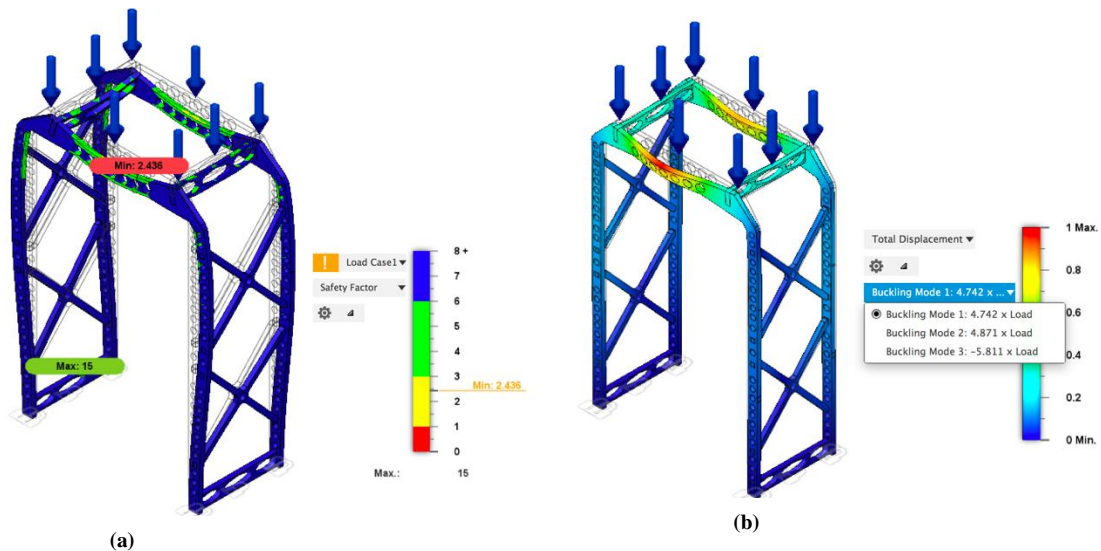 Min: 2.436
Max: 15
! Load Case1
Safety Factor
8 +
7
6
5
4
3
Min: 2.436
2
1
0
Max.: 15
(a)
Total Displacement
Buckling Mode 1: 4.742 x ...
Buckling Mode 1: 4.742 x Load
Buckling Mode 2: 4.871 x Load
Buckling Mode 3: -5.811 x Load
1 Max.
0.8
0.6
0.4
0.2
0 Min.
(b)